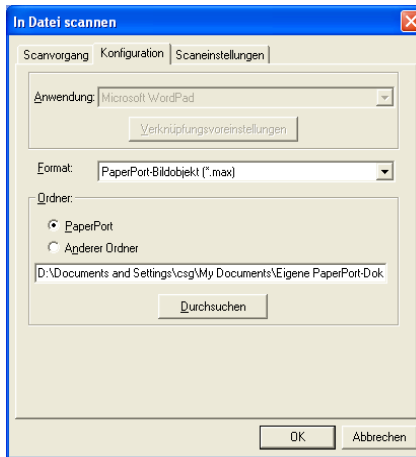 In Datei scannen
Scanvorgang Konfiguration Scaneinstellungen
Anwendung: Microsoft WordPad
Verknüpfungsvoreinstellungen
Format: PaperPort-Bildobjekt (*.max)
Ordner:
PaperPort
Anderer Ordner
D:\Documents and Settings\csg\My Documents\Eigene PaperPort-Dok
Durchsuchen
OK Abbrechen